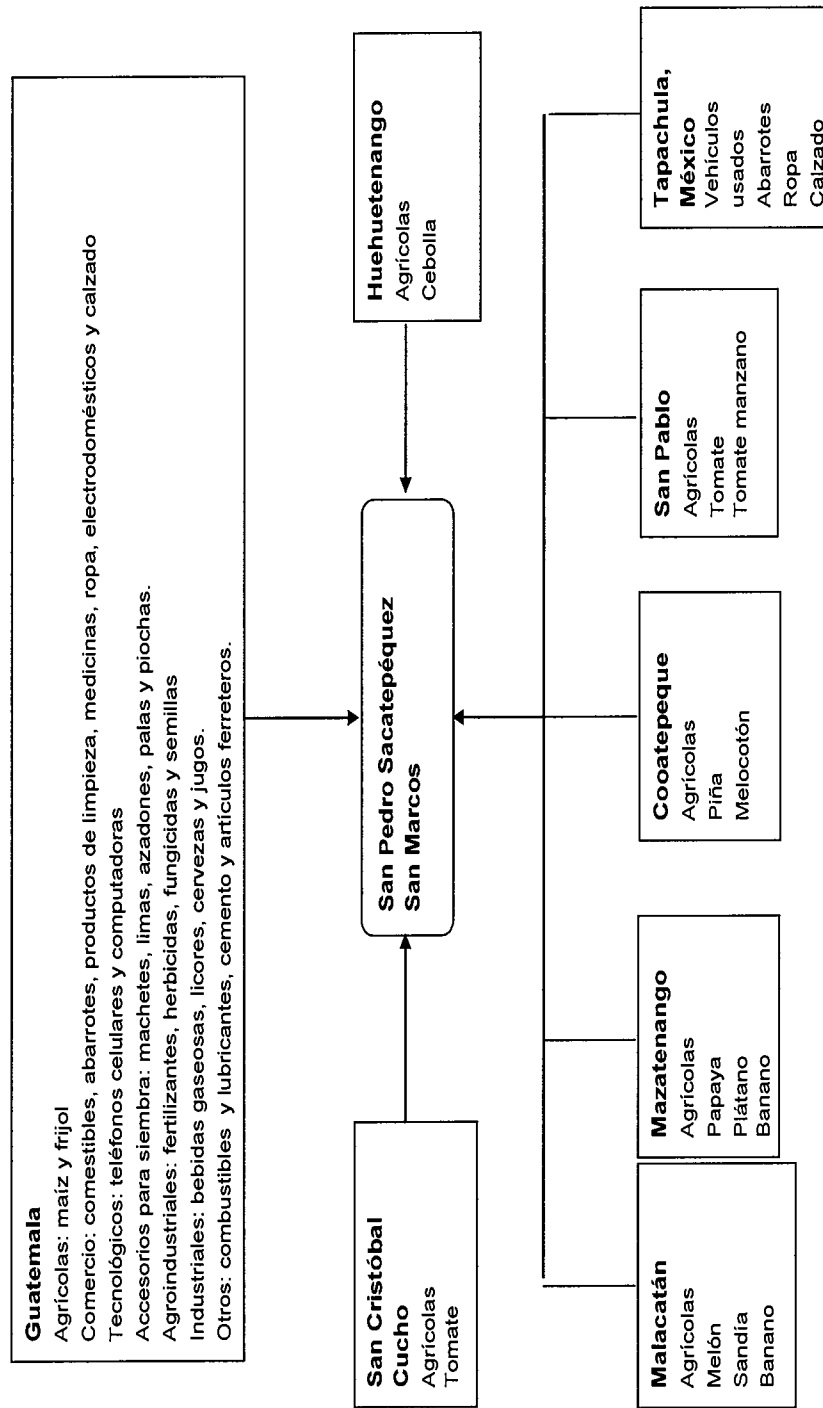 Guatemala
Agrícolas: maíz y frijol
Comercio: comestibles, abarrotes, productos de limpieza, medicinas, ropa, electrodomésticos y calzado
Tecnológicos: teléfonos celulares y computadoras
Accesorios para siembra: machetes, limas, azadones, palas y piochas.
Agroindustriales: fertilizantes, herbicidas, fungicidas y semillas
Industriales: bebidas gaseosas, licores, cervezas y jugos.
Otros: combustibles y lubricantes, cemento y artículos ferreteros.
San Cristóbal
Cucho
Agrícolas
Tomate
San Pedro Sacatepéquez
San Marcos
Huehuetenango
Agrícolas
Cebolla
Malacatán
Agrícolas
Melón
Sandía
Banano
Mazatenango
Agrícolas
Papaya
Plátano
Banano
Cooatepeque
Agrícolas
Piña
Melocotón
San Pablo
Agrícolas
Tomate
Tomate manzano
Tapachula,
México
Vehículos
usados
Abarrotes
Ropa
Calzado